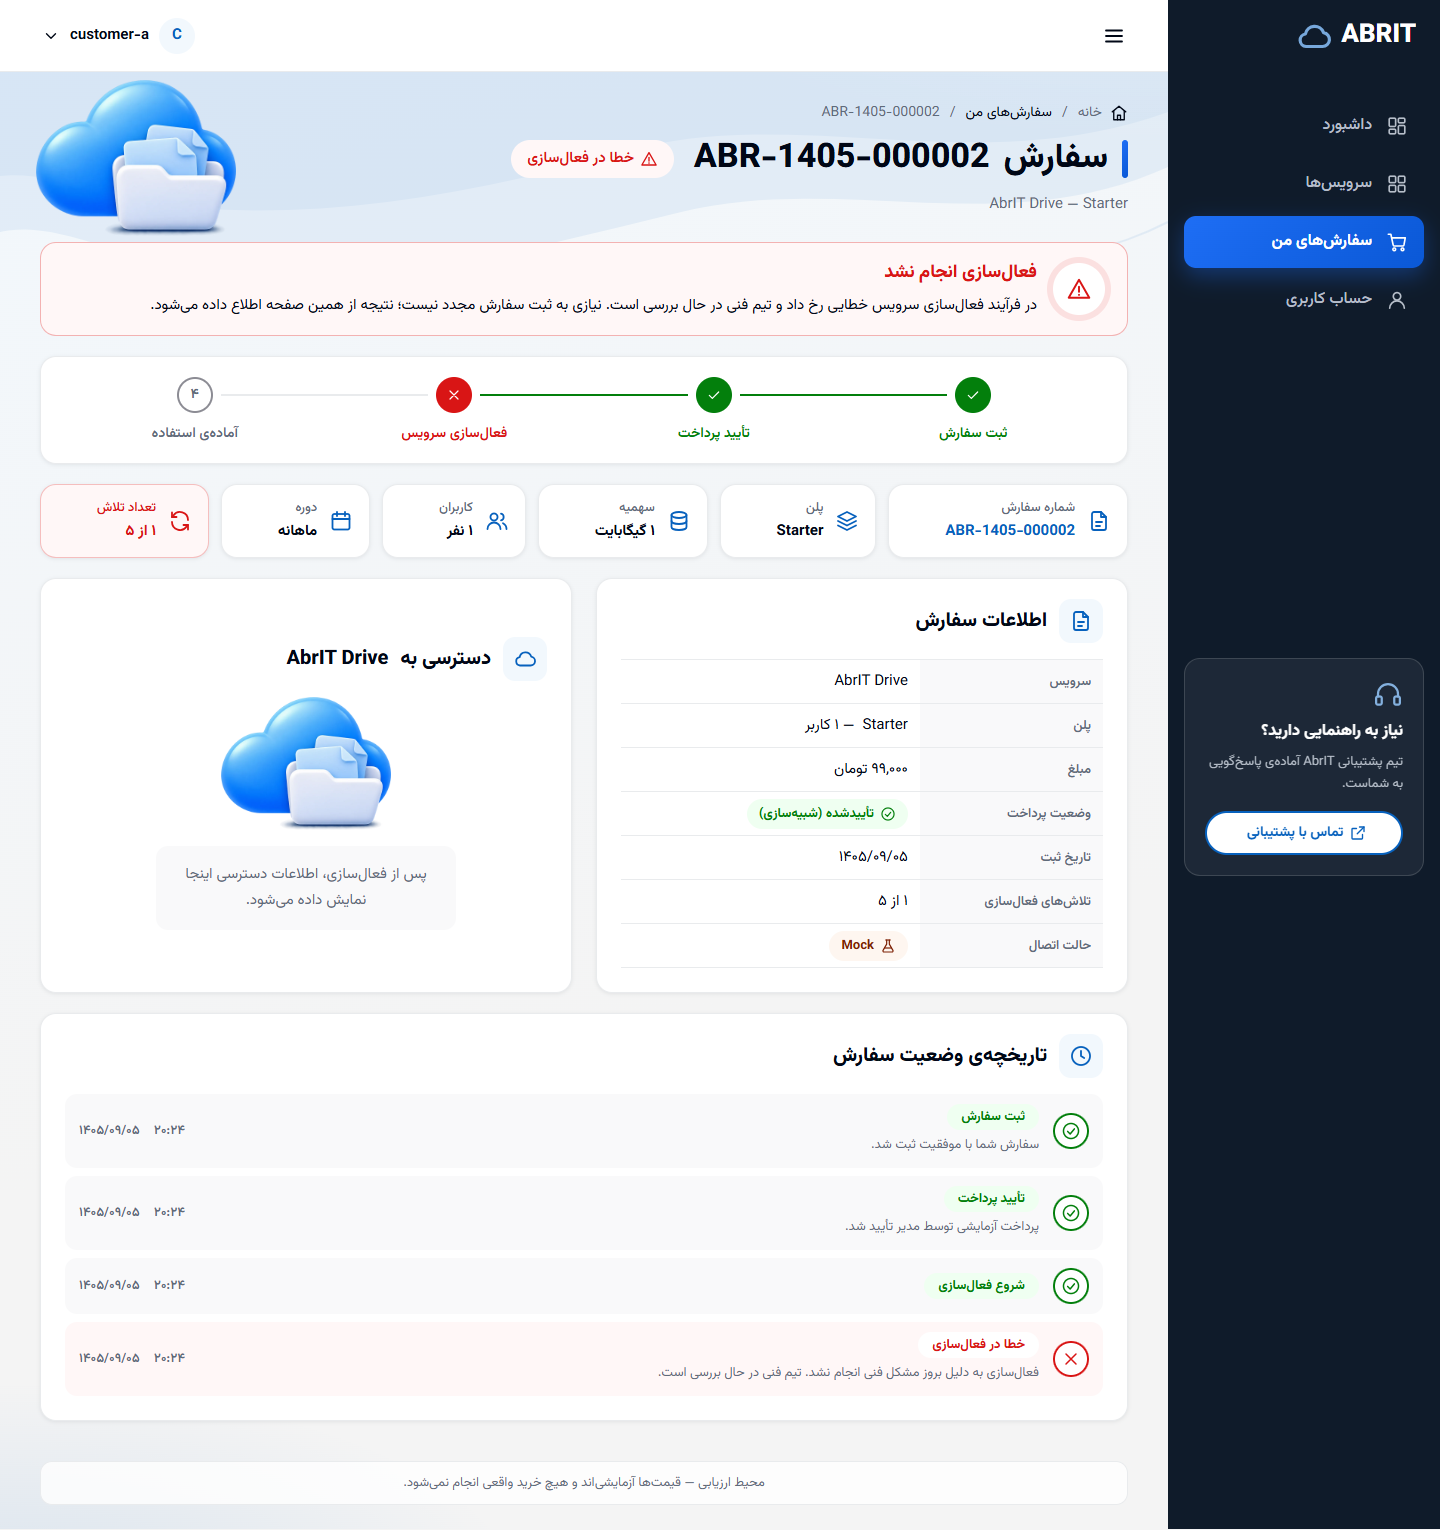 ABRIT
داشبورد
سرویس‌ها
سفارش‌های من
حساب کاربری
نیاز به راهنمایی دارید؟
تیم پشتیبانی AbrIT آماده‌ی پاسخ‌گویی
به شماست.
تماس با پشتیبانی
C customer-a
خانه / سفارش‌های من / ABR-1405-000002
سفارش ABR-1405-000002
خطا در فعال‌سازی
AbrIT Drive — Starter
فعال‌سازی انجام نشد
در فرآیند فعال‌سازی سرویس خطایی رخ داد و تیم فنی در حال بررسی است. نیازی به ثبت سفارش مجدد نیست؛ نتیجه از همین صفحه اطلاع داده می‌شود.
ثبت سفارش
تأیید پرداخت
فعال‌سازی سرویس
۴
آماده‌ی استفاده
شماره سفارش
ABR-1405-000002
پلن
Starter
سهمیه
۱ گیگابایت
کاربران
۱ نفر
دوره
ماهانه
تعداد تلاش
۱ از ۵
اطلاعات سفارش
سرویس AbrIT Drive
پلن Starter — ۱ کاربر
مبلغ ۹۹,۰۰۰ تومان
وضعیت پرداخت تأییدشده (شبیه‌سازی)
تاریخ ثبت ۱۴۰۵/۰۹/۰۵
تلاش‌های فعال‌سازی ۱ از ۵
حالت اتصال Mock
دسترسی به AbrIT Drive
پس از فعال‌سازی، اطلاعات دسترسی اینجا
نمایش داده می‌شود.
تاریخچه‌ی وضعیت سفارش
ثبت سفارش
سفارش شما با موفقیت ثبت شد.
۲۰:۲۴ ۱۴۰۵/۰۹/۰۵
تأیید پرداخت
پرداخت آزمایشی توسط مدیر تأیید شد.
۲۰:۲۴ ۱۴۰۵/۰۹/۰۵
شروع فعال‌سازی
۲۰:۲۴ ۱۴۰۵/۰۹/۰۵
خطا در فعال‌سازی
فعال‌سازی به دلیل بروز مشکل فنی انجام نشد. تیم فنی در حال بررسی است.
۲۰:۲۴ ۱۴۰۵/۰۹/۰۵
محیط ارزیابی — قیمت‌ها آزمایشی‌اند و هیچ خرید واقعی انجام نمی‌شود.